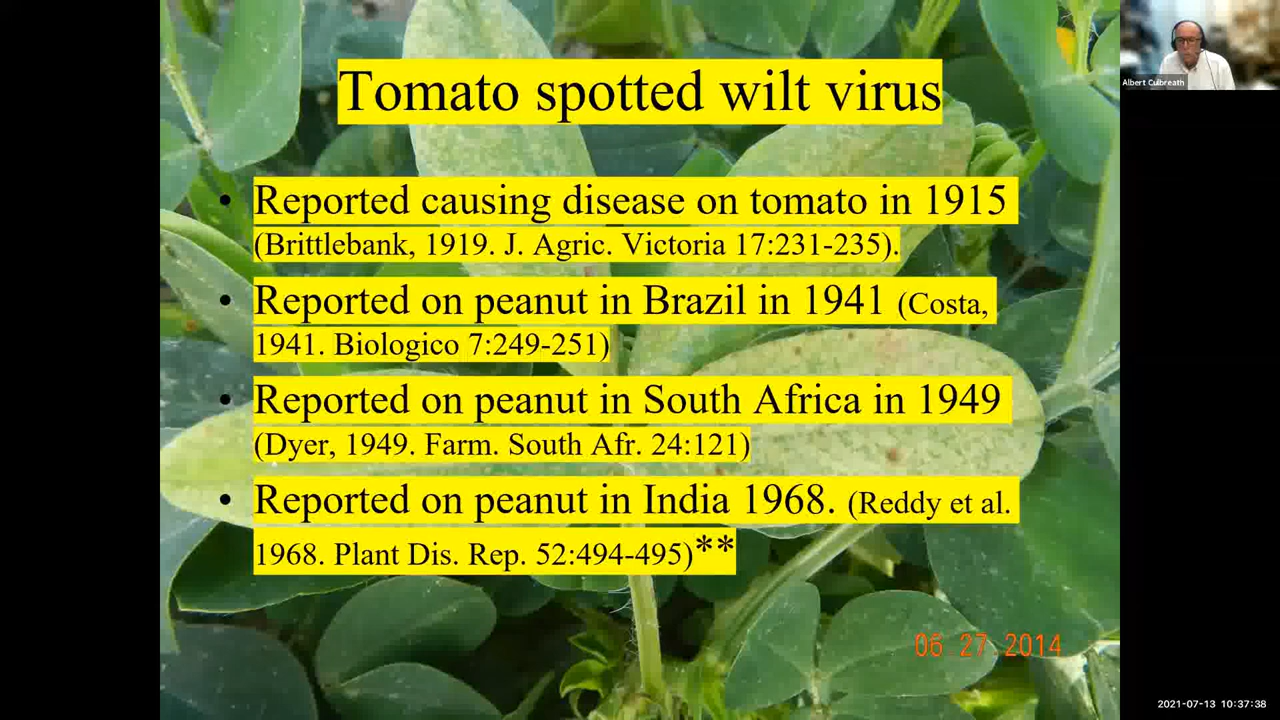 Tomato spotted wilt virus
• Reported causing disease on tomato in 1915
(Brittlebank, 1919. J. Agric. Victoria 17:231-235).
• Reported on peanut in Brazil in 1941 (Costa,
1941. Biologico 7:249-251)
• Reported on peanut in South Africa in 1949
(Dyer, 1949. Farm. South Afr. 24:121)
• Reported on peanut in India 1968. (Reddy et al.
1968. Plant Dis. Rep. 52:494-495)**
06 27 2014
Albert Culbreath
2021-07-13 10:37:38